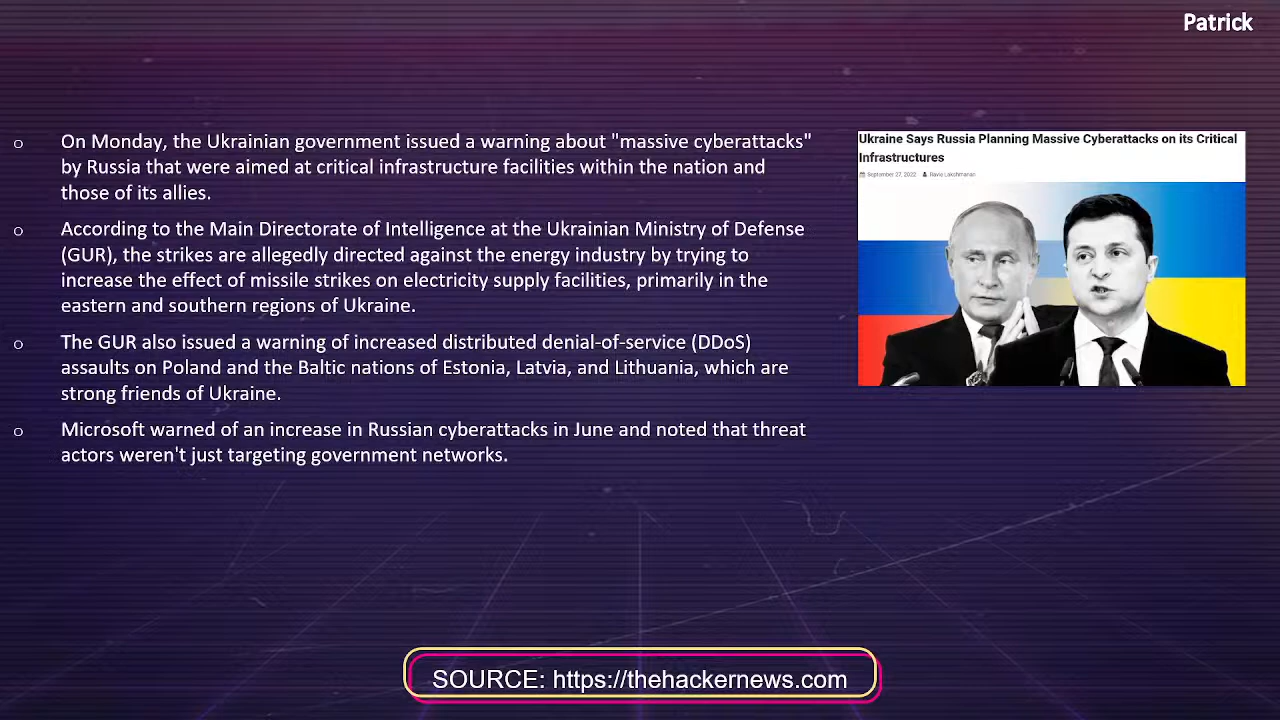 Patrick
o On Monday, the Ukrainian government issued a warning about "massive cyberattacks"
by Russia that were aimed at critical infrastructure facilities within the nation and
those of its allies.
o According to the Main Directorate of Intelligence at the Ukrainian Ministry of Defense
(GUR), the strikes are allegedly directed against the energy industry by trying to
increase the effect of missile strikes on electricity supply facilities, primarily in the
eastern and southern regions of Ukraine.
o The GUR also issued a warning of increased distributed denial-of-service (DDoS)
assaults on Poland and the Baltic nations of Estonia, Latvia, and Lithuania, which are
strong friends of Ukraine.
o Microsoft warned of an increase in Russian cyberattacks in June and noted that threat
actors weren't just targeting government networks.
Ukraine Says Russia Planning Massive Cyberattacks on its Critical
Infrastructures
September 27, 2022 Ravie Lakshmanan
SOURCE: https://thehackernews.com